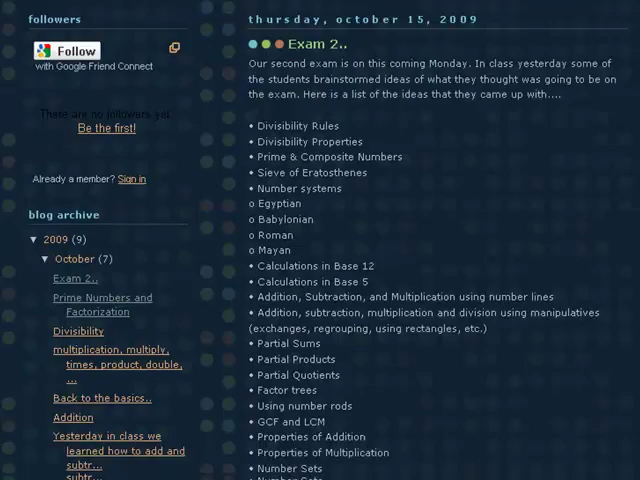 followers
Follow
with Google Friend Connect
There are no followers yet.
Be the first!
Already a member? Sign in
blog archive
▼ 2009 (9)
▼ October (7)
Exam 2..
Prime Numbers and
Factorization
Divisibility
multiplication, multiply,
times, product, double,
...
Back to the basics..
Addition
Yesterday in class we
learned how to add and
subtr...
subtr...
thursday, october 15, 2009
Exam 2..
Our second exam is on this coming Monday. In class yesterday some of
the students brainstormed ideas of what they thought was going to be on
the exam. Here is a list of the ideas that they came up with....
• Divisibility Rules
• Divisibility Properties
• Prime & Composite Numbers
• Sieve of Eratosthenes
• Number systems
o Egyptian
o Babylonian
o Roman
o Mayan
• Calculations in Base 12
• Calculations in Base 5
• Addition, Subtraction, and Multiplication using number lines
• Addition, subtraction, multiplication and division using manipulatives
(exchanges, regrouping, using rectangles, etc.)
• Partial Sums
• Partial Products
• Partial Quotients
• Factor trees
• Using number rods
• GCF and LCM
• Properties of Addition
• Properties of Multiplication
• Number Sets
• Number Sets